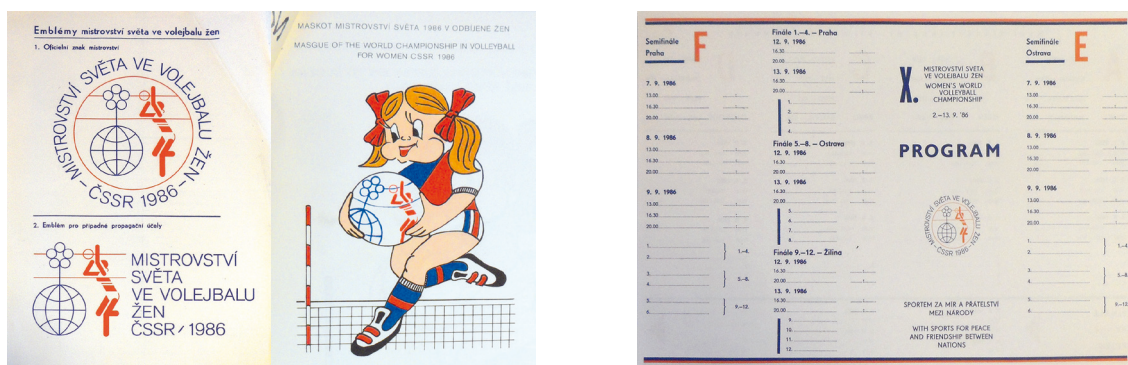 Emblémy mistrovství světa ve volejbalu žen
1. Oficielní znak mistrovství
MISTROVSTVÍ SVĚTA VE VOLEJBALU ŽEN
– ČSSR 1986 –
2. Emblém pro případné propagační účely
MISTROVSTVÍ
SVĚTA
VE VOLEJBALU
ŽEN
ČSSR / 1986
MASKOT MISTROVSTVÍ SVĚTA 1986 V ODBÍJENÉ ŽEN
MASGUE OF THE WORLD CHAMPIONSHIP IN VOLLEYBALL
FOR WOMEN CSSR 1986
Semifinále
Praha
F
7. 9. 1986
13.00
16.30
20.00
8. 9. 1986
13.00
16.30
20.00
9. 9. 1986
13.00
16.30
20.00
1.
2.
1.–4.
3.
4.
5.–8.
5.
6.
9.–12.
Finále 1.–4. – Praha
12. 9. 1986
16.30
20.00
13. 9. 1986
16.30
20.00
1.
2.
3.
4.
Finále 5.–8. – Ostrava
12. 9. 1986
16.30
20.00
13. 9. 1986
16.30
20.00
5.
6.
7.
8.
Finále 9.–12. – Žilina
12. 9. 1986
16.30
20.00
13. 9. 1986
16.30
20.00
9.
10.
11.
12.
X.
MISTROVSTVÍ SVĚTA
VE VOLEJBALU ŽEN
WOMEN'S WORLD
VOLLEYBALL
CHAMPIONSHIP
2.–13. 9. '86
PROGRAM
MISTROVSTVÍ SVĚTA VE VOLEJBALU ŽEN
– ČSSR 1986 –
SPORTEM ZA MÍR A PŘÁTELSTVÍ
MEZI NÁRODY
WITH SPORTS FOR PEACE
AND FRIENDSHIP BETWEEN
NATIONS
Semifinále
Ostrava
E
7. 9. 1986
13.00
16.30
20.00
8. 9. 1986
13.00
16.30
20.00
9. 9. 1986
13.00
16.30
20.00
1.
2.
1.–4.
3.
4.
5.–8.
5.
6.
9.–12.